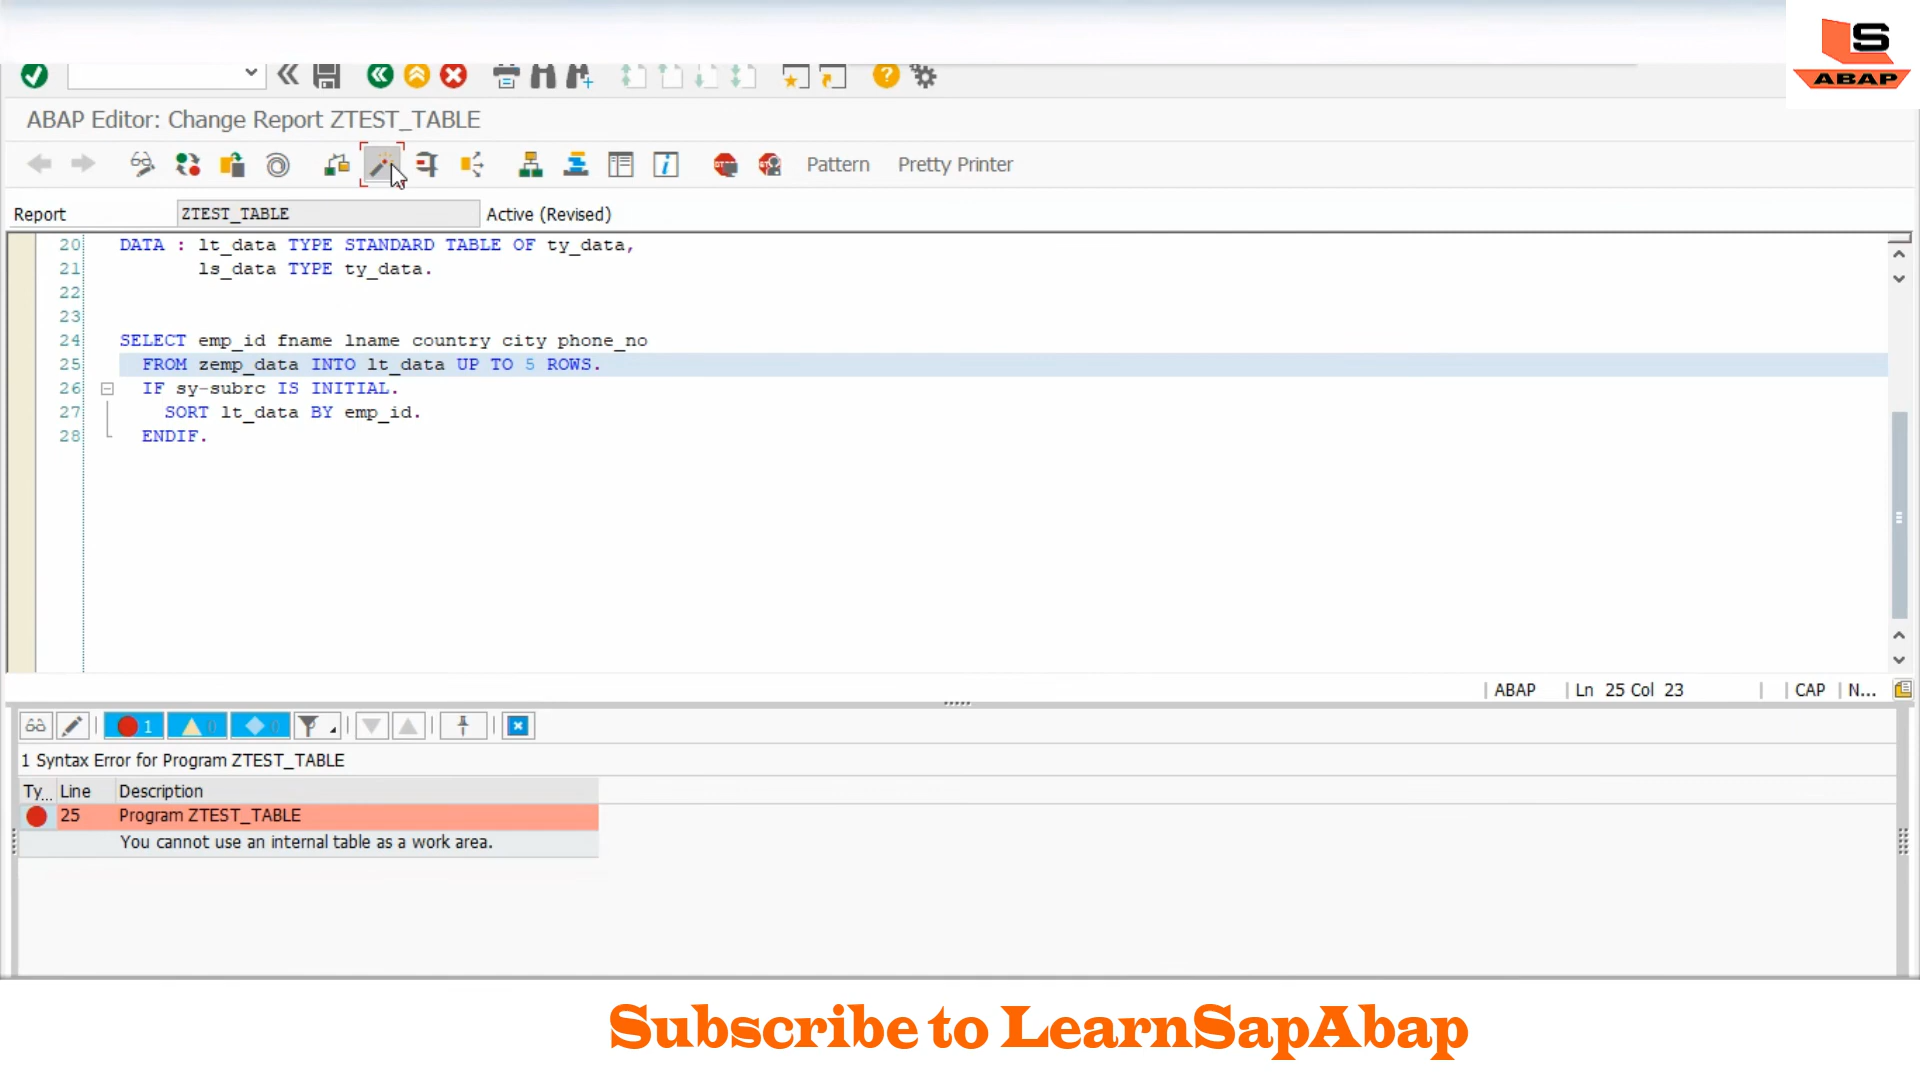 S
ABAP
ABAP Editor: Change Report ZTEST_TABLE
Pattern
Pretty Printer
Report
ZTEST_TABLE
Active (Revised)
20 DATA : lt_data TYPE STANDARD TABLE OF ty_data,
21 ls_data TYPE ty_data.
22
23
24 SELECT emp_id fname lname country city phone_no
25 FROM zemp_data INTO lt_data UP TO 5 ROWS.
26 IF sy-subrc IS INITIAL.
27 SORT lt_data BY emp_id.
28 ENDIF.
ABAP
Ln 25 Col 23
CAP
N...
1
0
0
1 Syntax Error for Program ZTEST_TABLE
Ty... Line Description
25 Program ZTEST_TABLE
You cannot use an internal table as a work area.
Subscribe to LearnSapAbap